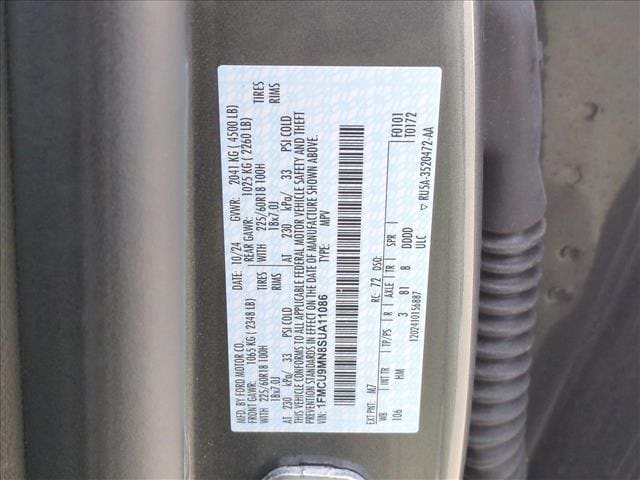 MFD. BY FORD MOTOR CO.
DATE: 10/24 GVWR: 2041 KG (4500 LB)
FRONT GAWR: 1065 KG (2348 LB) REAR GAWR: 1025 KG (2260 LB)
WITH 225/60R18 100H TIRES WITH 225/60R18 100H TIRES
18x7.0J RIMS 18x7.0J RIMS
AT 230 kPa/ 33 PSI COLD AT 230 kPa/ 33 PSI COLD
THIS VEHICLE CONFORMS TO ALL APPLICABLE FEDERAL MOTOR VEHICLE SAFETY AND THEFT
PREVENTION STANDARDS IN EFFECT ON THE DATE OF MANUFACTURE SHOWN ABOVE.
VIN: 1FMCU9MN8SUA11086 TYPE: MPV
F0101
T0172
EXT PNT: M7 RC: 72 DSO:
WB INT TR TP/PS R AXLE TR SPR
106 HM 3 81 8 DDDD
ULC
1202410156887 ▽ RU5A-3520472-AA